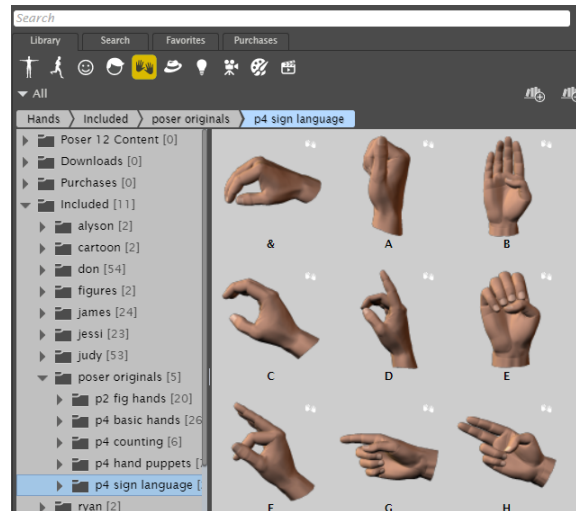 Search
Library Search Favorites Purchases
All
Hands Included poser originals p4 sign language
Poser 12 Content [0]
Downloads [0]
Purchases [0]
Included [11]
alyson [2]
cartoon [2]
don [54]
figures [2]
james [24]
jessi [23]
judy [53]
poser originals [5]
p2 fig hands [20]
p4 basic hands [26
p4 counting [6]
p4 hand puppets [
p4 sign language [
ryan [2]
& A B
C D E
F G H